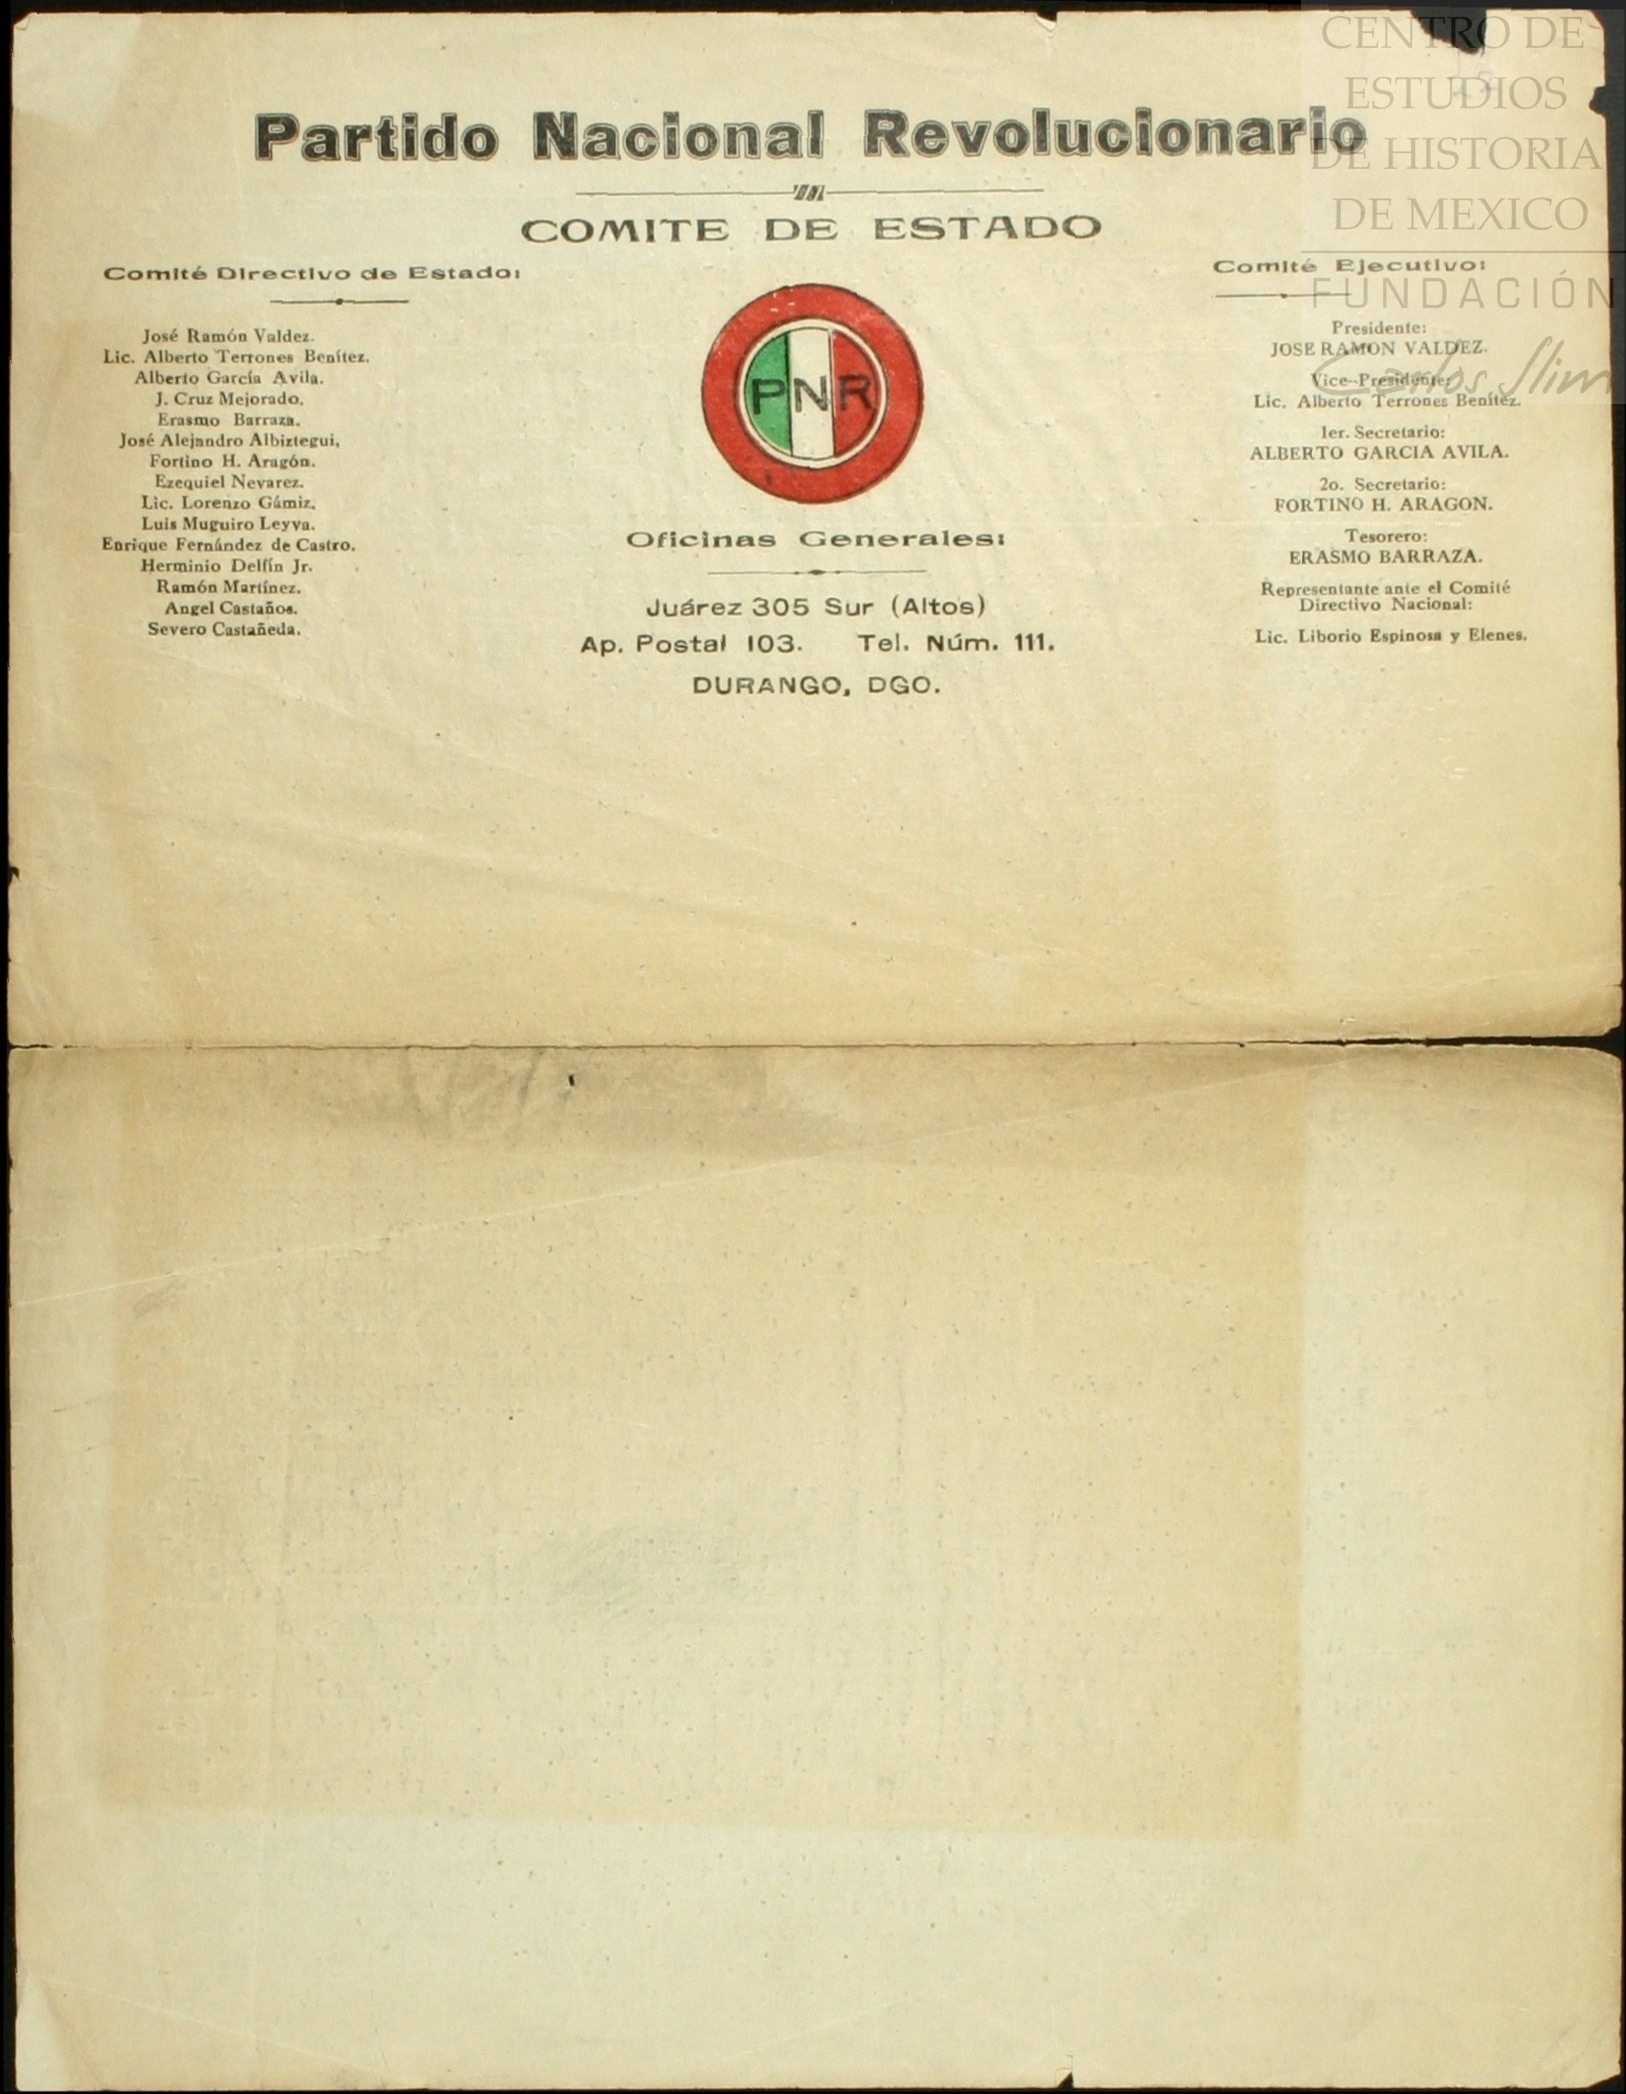 Partido Nacional Revolucionario
COMITE DE ESTADO
Comité Directivo de Estado:
José Ramón Valdez.
Lic. Alberto Terrones Benítez.
Alberto García Avila.
J. Cruz Mejorado.
Erasmo Barraza.
José Alejandro Albiztegui,
Fortino H. Aragón.
Ezequiel Nevarez.
Lic. Lorenzo Gámiz.
Luis Muguiro Leyva.
Enrique Fernández de Castro.
Herminio Delfín Jr.
Ramón Martínez.
Angel Castaños.
Severo Castañeda.
PNR
Oficinas Generales:
Juárez 305 Sur (Altos)
Ap. Postal 103. Tel. Núm. 111.
DURANGO, DGO.
Comité Ejecutivo:
Presidente:
JOSE RAMON VALDEZ.
Vice-Presidente:
Lic. Alberto Terrones Benítez.
1er. Secretario:
ALBERTO GARCIA AVILA.
2o. Secretario:
FORTINO H. ARAGON.
Tesorero:
ERASMO BARRAZA.
Representante ante el Comité
Directivo Nacional:
Lic. Liborio Espinosa y Elenes.
CENTRO DE
ESTUDIOS
DE HISTORIA
DE MEXICO
FUNDACIÓN
Carlos Slim